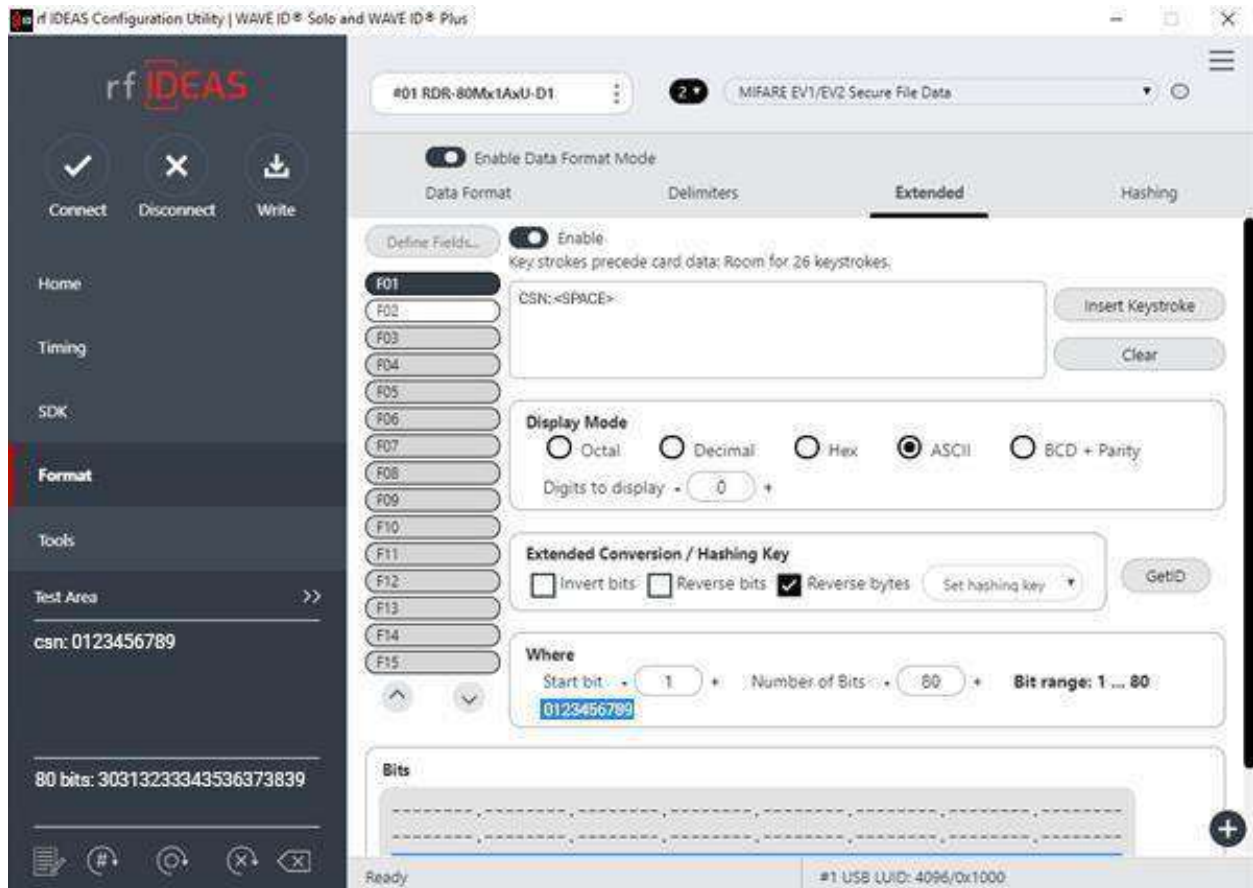 rf IDEAS Configuration Utility | WAVE ID® Solo and WAVE ID® Plus
rf IDEAS
Connect Disconnect Write
Home
Timing
SDK
Format
Tools
Test Area >>
csn: 0123456789
80 bits: 30313233343536373839
#01 RDR-80Mx1AxU-D1
2
MIFARE EV1/EV2 Secure File Data
Enable Data Format Mode
Data Format Delimiters Extended Hashing
Define Fields...
F01
F02
F03
F04
F05
F06
F07
F08
F09
F10
F11
F12
F13
F14
F15
Enable
Key strokes precede card data: Room for 26 keystrokes.
CSN:<SPACE>
Insert Keystroke
Clear
Display Mode
Octal Decimal Hex ASCII BCD + Parity
Digits to display - 0 +
Extended Conversion / Hashing Key
Invert bits Reverse bits Reverse bytes Set hashing key
GetID
Where
Start bit - 1 + Number of Bits - 80 + Bit range: 1 ... 80
0123456789
Bits
--------.--------.--------.--------.--------.--------.--------.--------
--------.--------.--------.--------.--------.--------.--------.--------
Ready
#1 USB LUID: 4096/0x1000